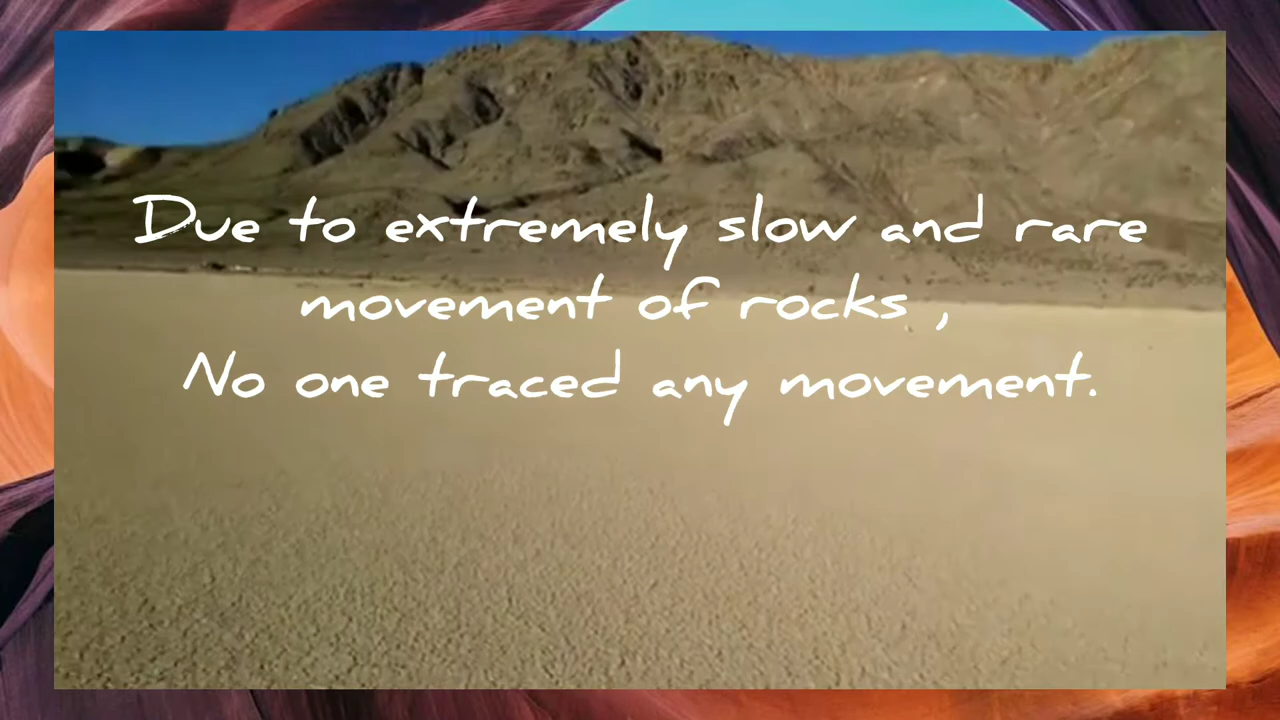 Due to extremely slow and rare
movement of rocks ,
No one traced any movement.